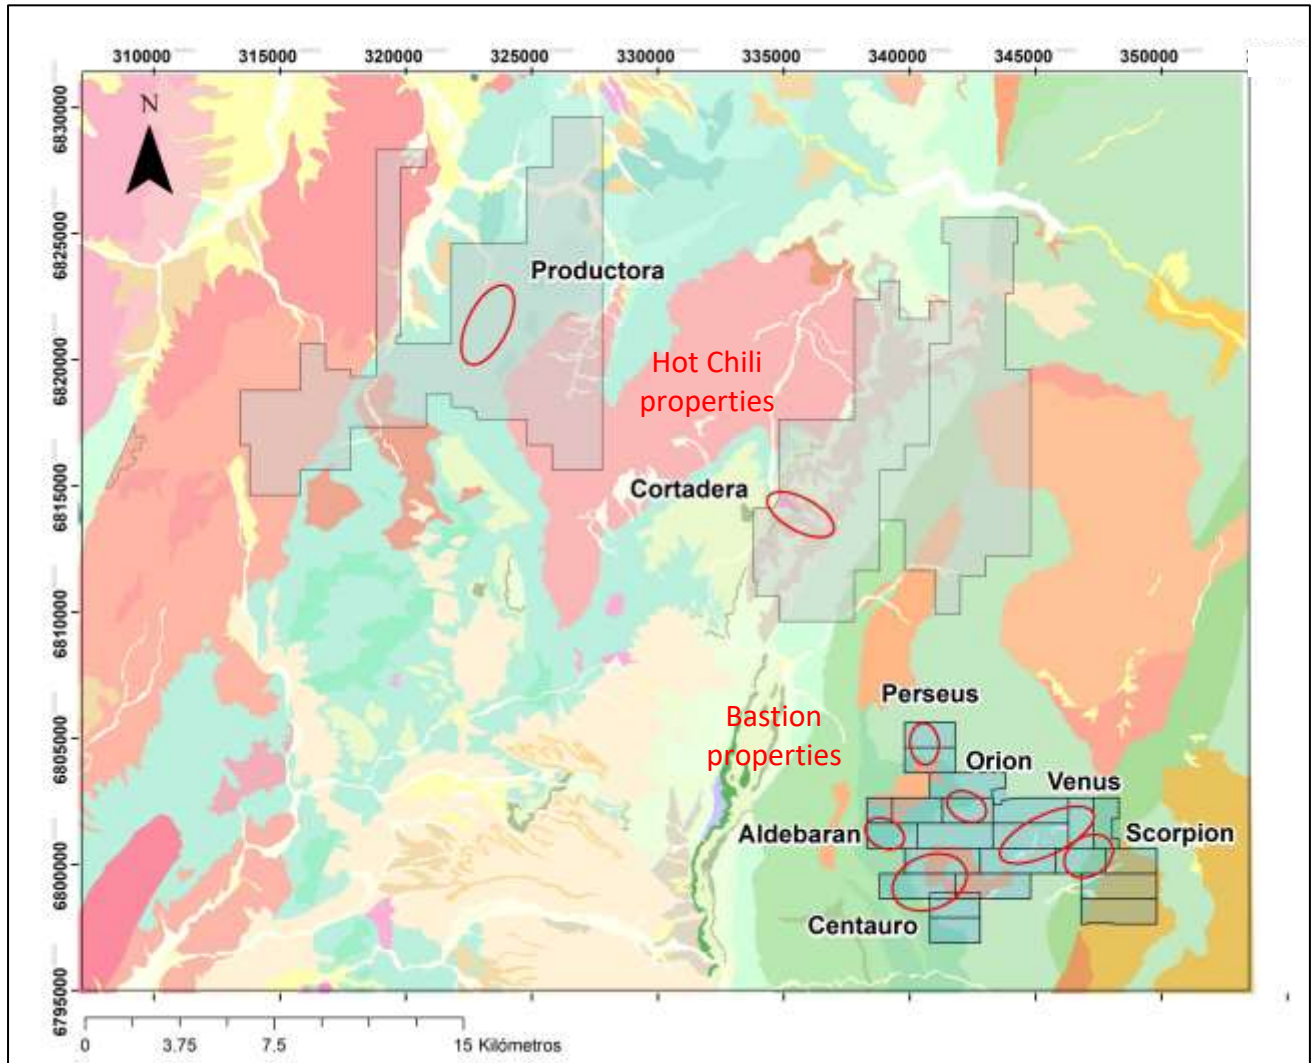 310000 315000 320000 325000 330000 335000 340000 345000 350000
6830000
N
6825000
Productora
6820000
Hot Chili
properties
6815000
Cortadera
6810000
Perseus
Bastion
properties
6805000
Orion
Venus
Aldebaran
Scorpion
6800000
Centauro
6795000
0 3.75 7.5 15 Kilómetros